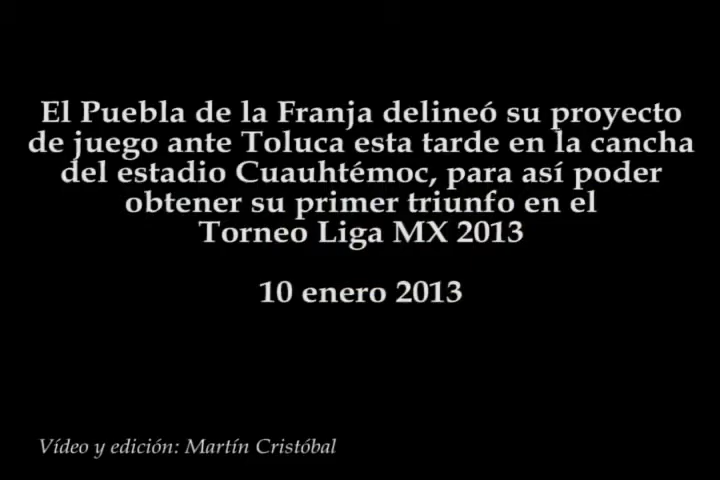 El Puebla de la Franja delineó su proyecto
de juego ante Toluca esta tarde en la cancha
del estadio Cuauhtémoc, para así poder
obtener su primer triunfo en el
Torneo Liga MX 2013
10 enero 2013
Vídeo y edición: Martín Cristóbal